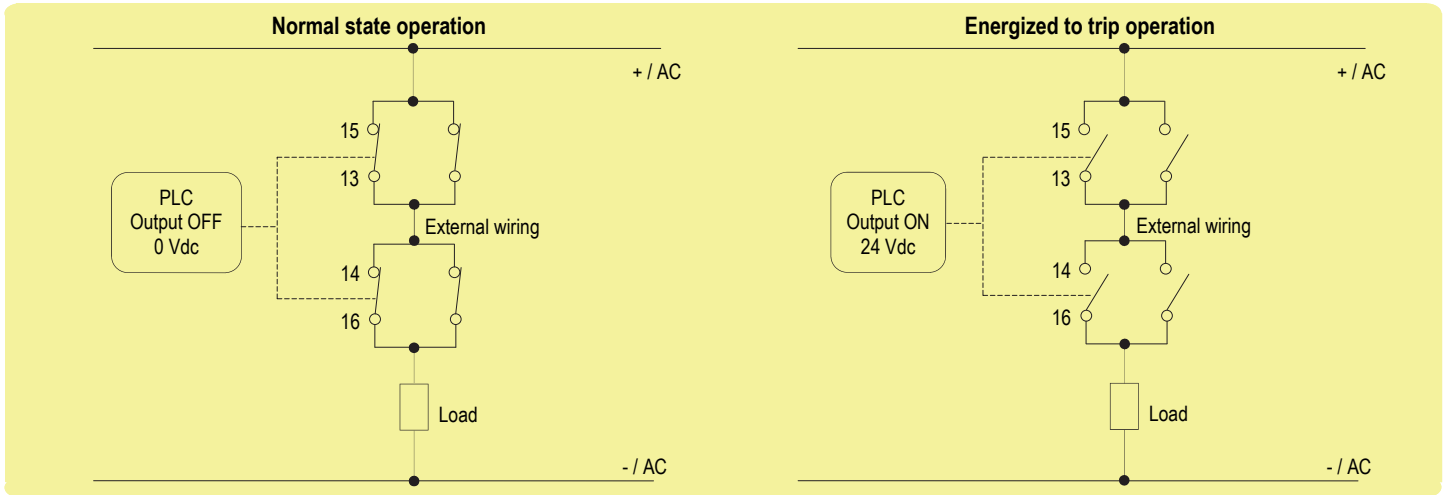 Normal state operation
+ / AC
15
13
PLC
Output OFF
0 Vdc
External wiring
14
16
Load
- / AC
Energized to trip operation
+ / AC
15
13
PLC
Output ON
24 Vdc
External wiring
14
16
Load
- / AC